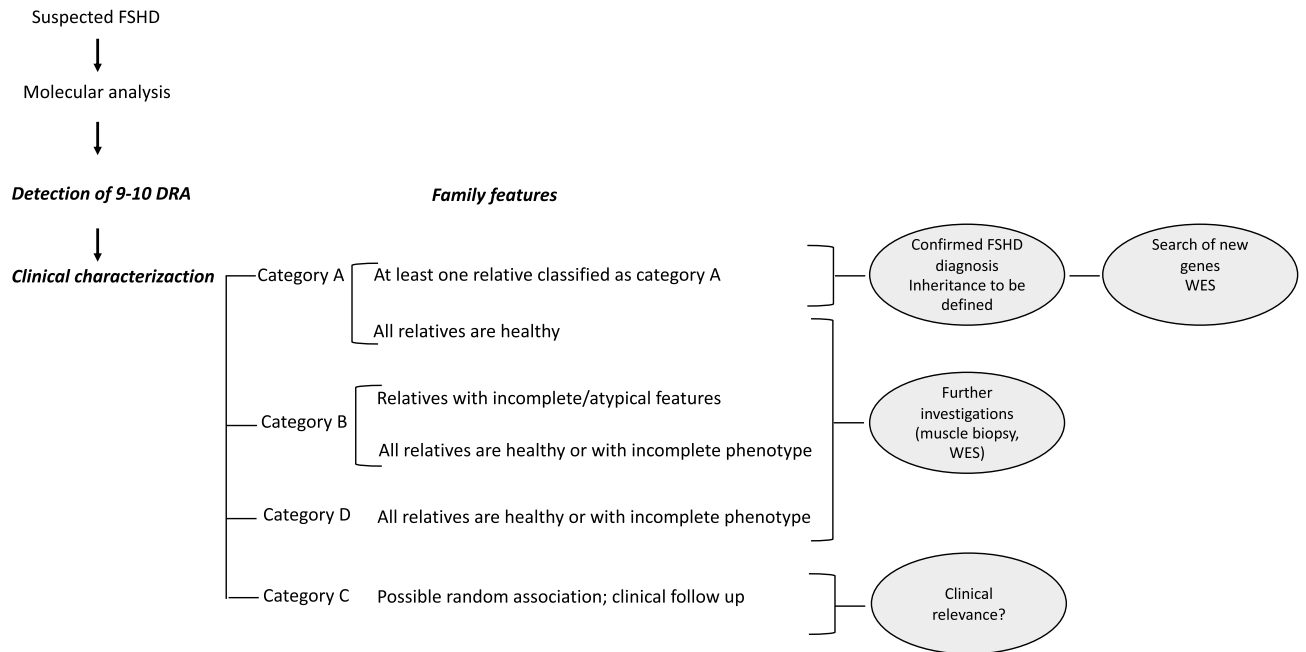 Suspected FSHD
Molecular analysis
Detection of 9-10 DRA
Family features
Clinical characterizaction
Category A
At least one relative classified as category A
All relatives are healthy
Confirmed FSHD
diagnosis
Inheritance to be
defined
Search of new
genes
WES
Category B
Relatives with incomplete/atypical features
All relatives are healthy or with incomplete phenotype
Further
investigations
(muscle biopsy,
WES)
Category D
All relatives are healthy or with incomplete phenotype
Category C
Possible random association; clinical follow up
Clinical
relevance?